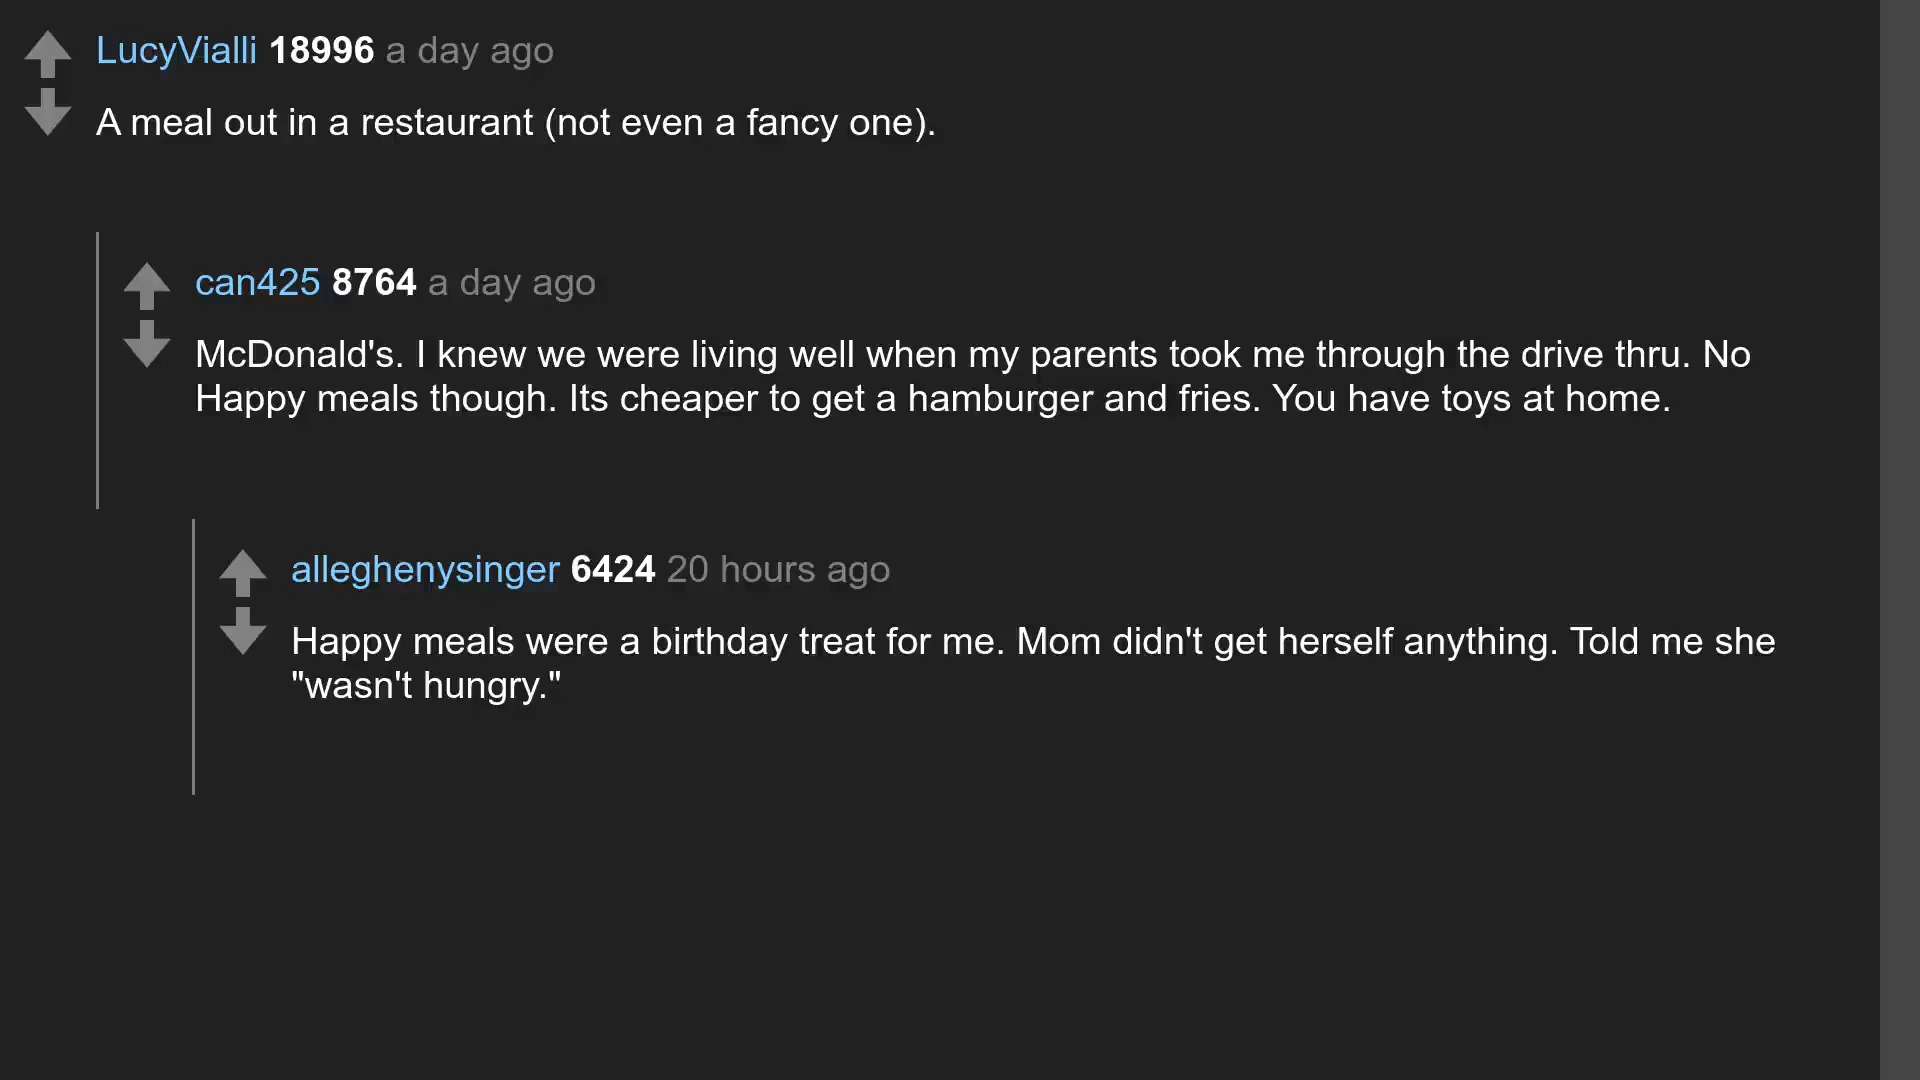 LucyVialli 18996 a day ago
A meal out in a restaurant (not even a fancy one).
can425 8764 a day ago
McDonald's. I knew we were living well when my parents took me through the drive thru. No
Happy meals though. Its cheaper to get a hamburger and fries. You have toys at home.
alleghenysinger 6424 20 hours ago
Happy meals were a birthday treat for me. Mom didn't get herself anything. Told me she
"wasn't hungry."